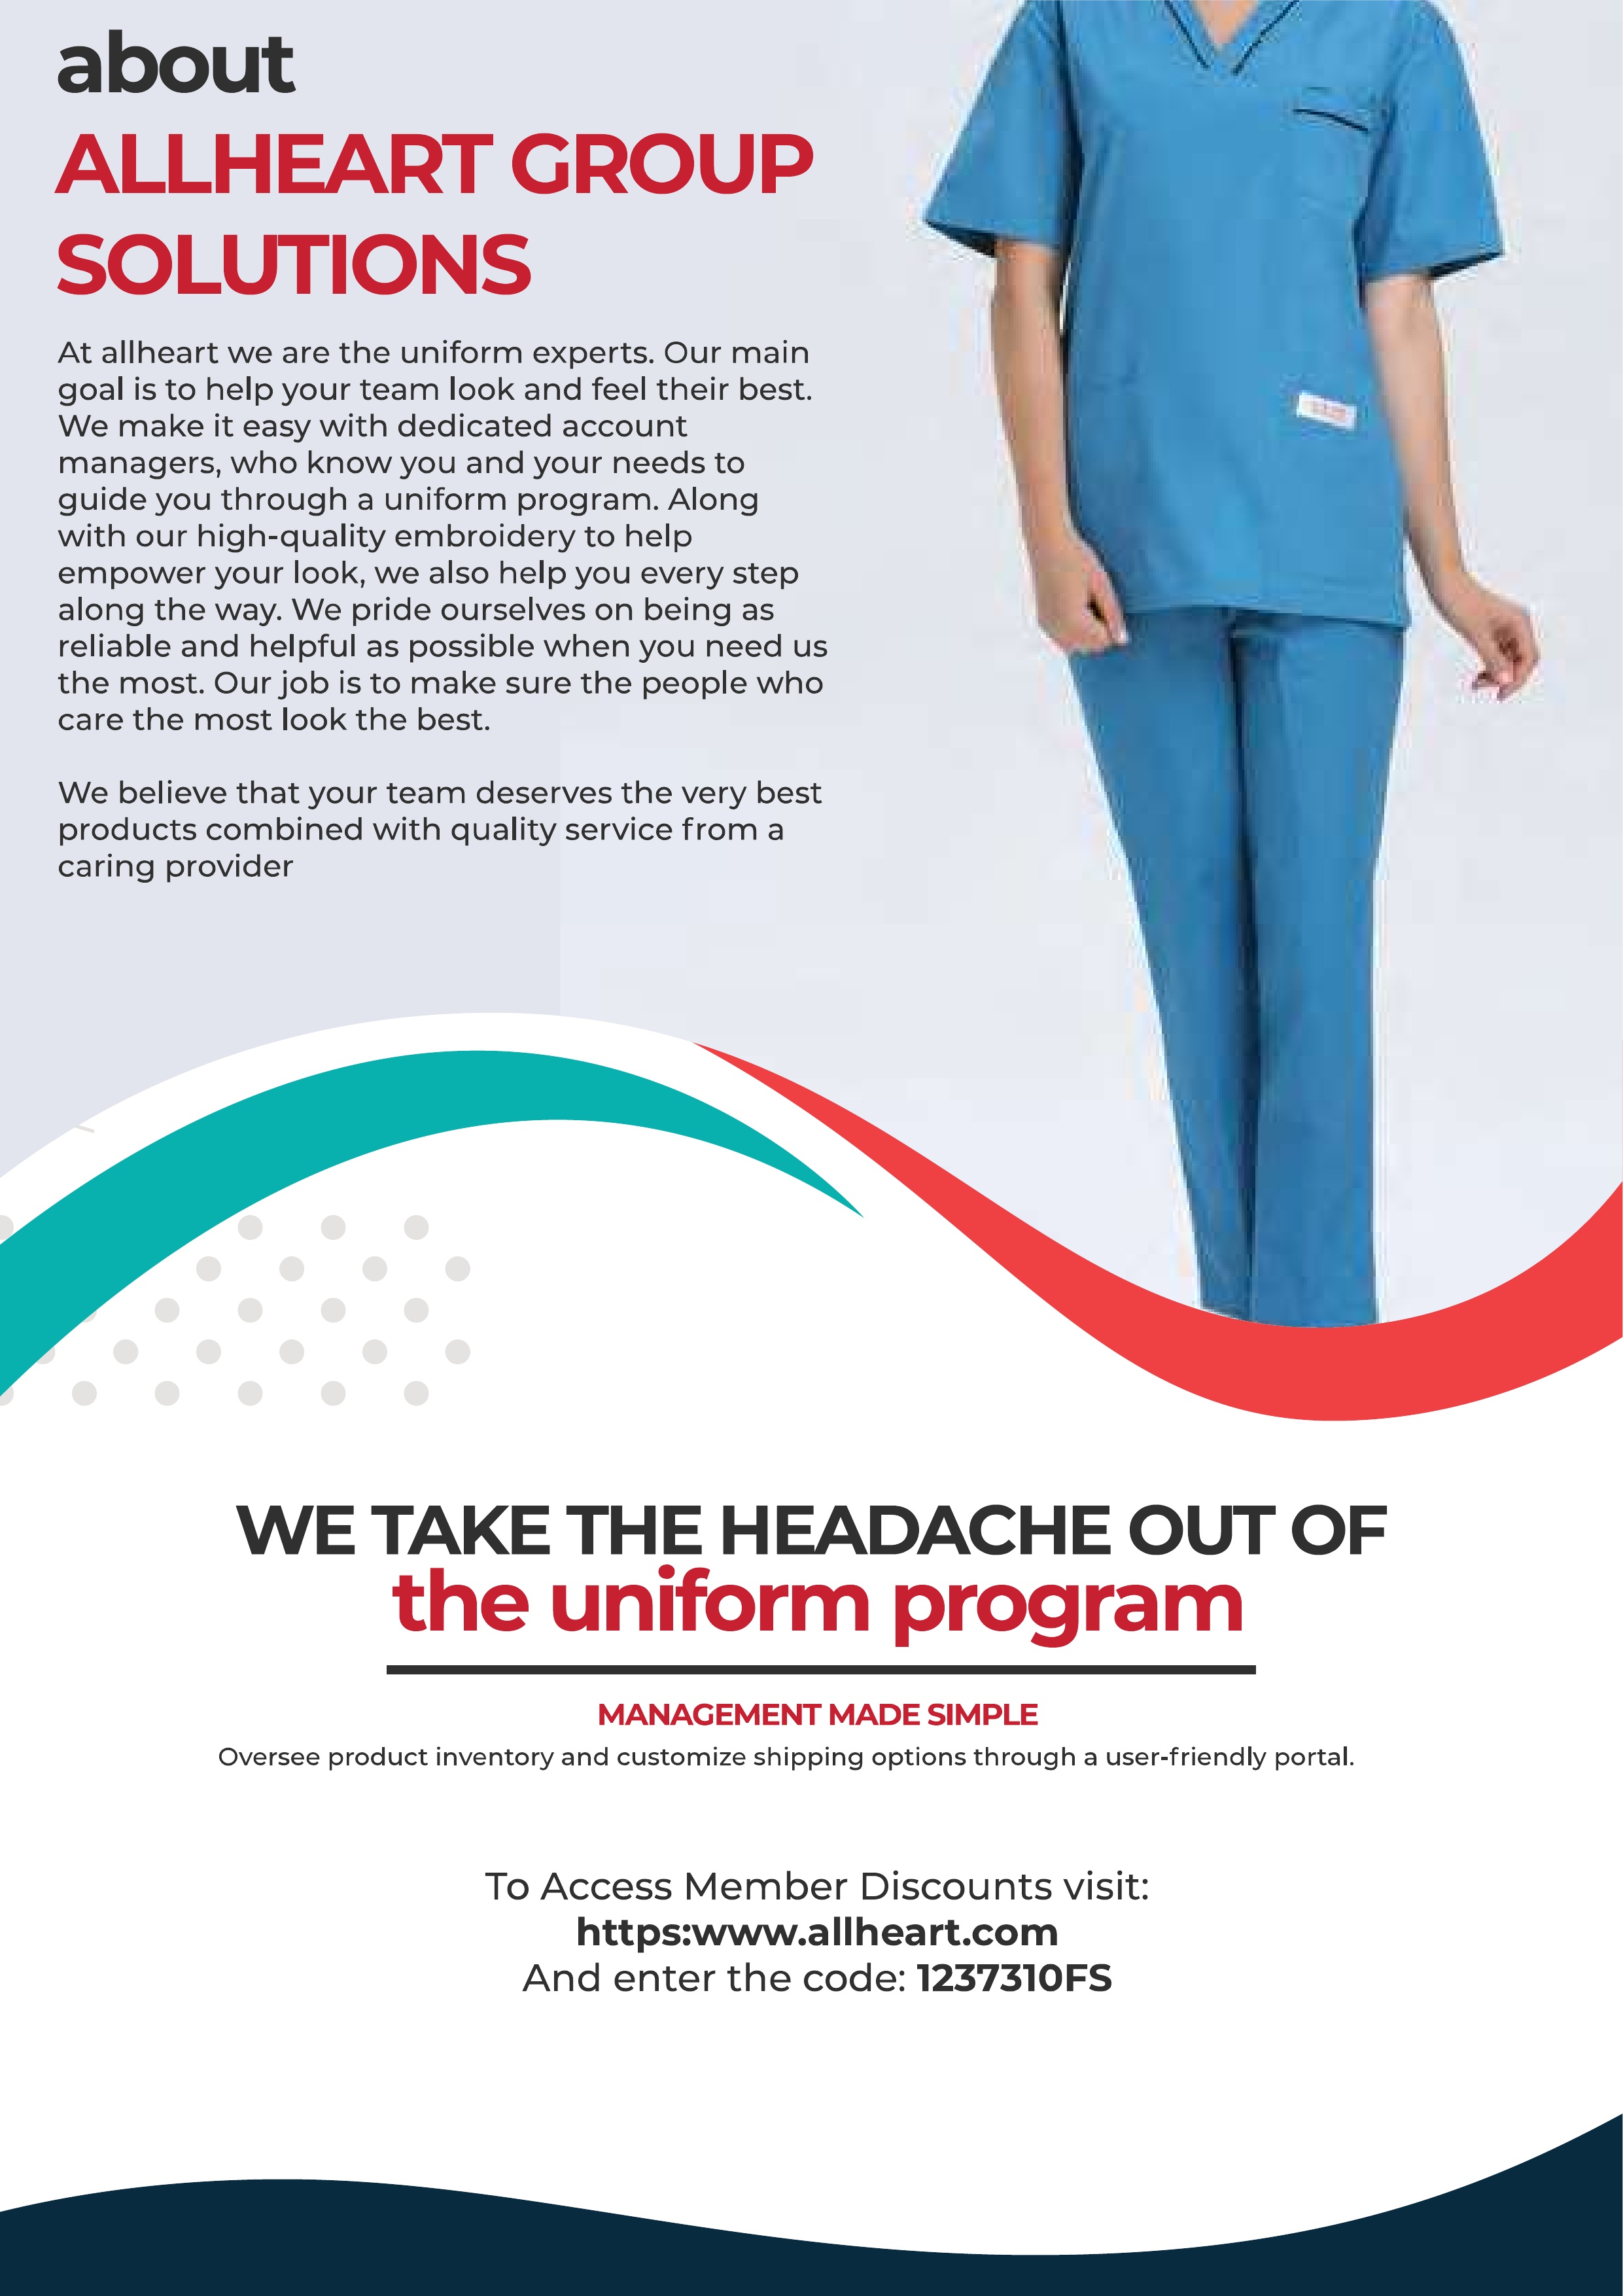 about
ALLHEART GROUP
SOLUTIONS
At allheart we are the uniform experts. Our main
goal is to help your team look and feel their best.
We make it easy with dedicated account
managers, who know you and your needs to
guide you through a uniform program. Along
with our high-quality embroidery to help
empower your look, we also help you every step
along the way. We pride ourselves on being as
reliable and helpful as possible when you need us
the most. Our job is to make sure the people who
care the most look the best.
We believe that your team deserves the very best
products combined with quality service from a
caring provider
WE TAKE THE HEADACHE OUT OF
the uniform program
MANAGEMENT MADE SIMPLE
Oversee product inventory and customize shipping options through a user-friendly portal.
To Access Member Discounts visit:
https:www.allheart.com
And enter the code: 1237310FS